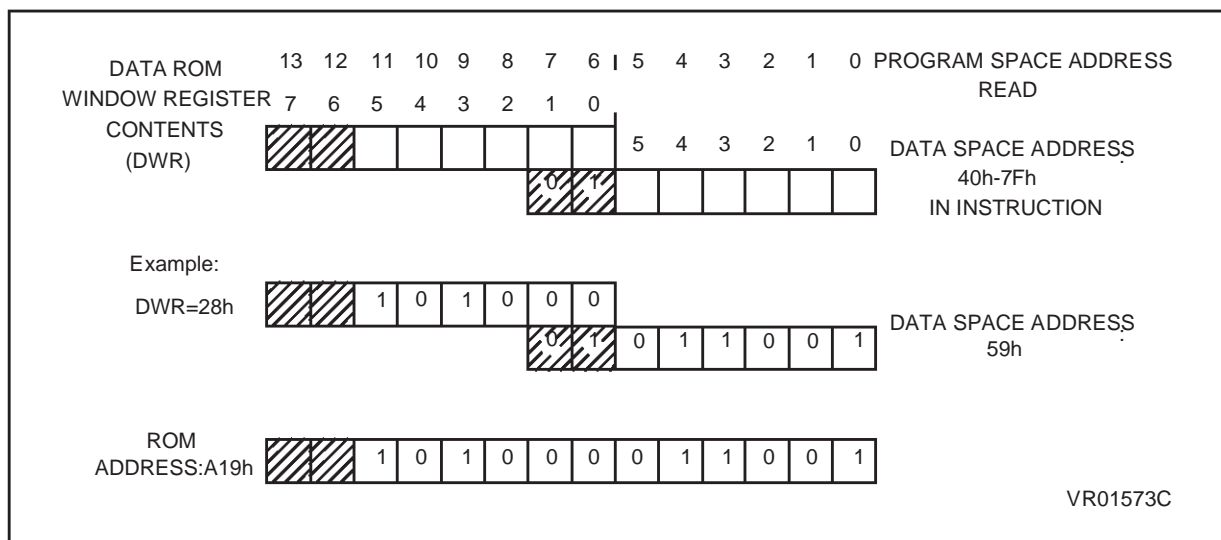 13 12 11 10 9 8 7 6 5 4 3 2 1 0 PROGRAM SPACE ADDRESS
DATA ROM
READ
WINDOW REGISTER 7 6 5 4 3 2 1 0
CONTENTS
(DWR)
5 4 3 2 1 0 DATA SPACE ADDRESS :
0 1
40h-7Fh
IN INSTRUCTION
Example:
DWR=28h
1 0 1 0 0 0
0 1 0 1 1 0 0 1
DATA SPACE ADDRESS :
59h
ROM
ADDRESS:A19h
1 0 1 0 0 0 0 1 1 0 0 1
VR01573C